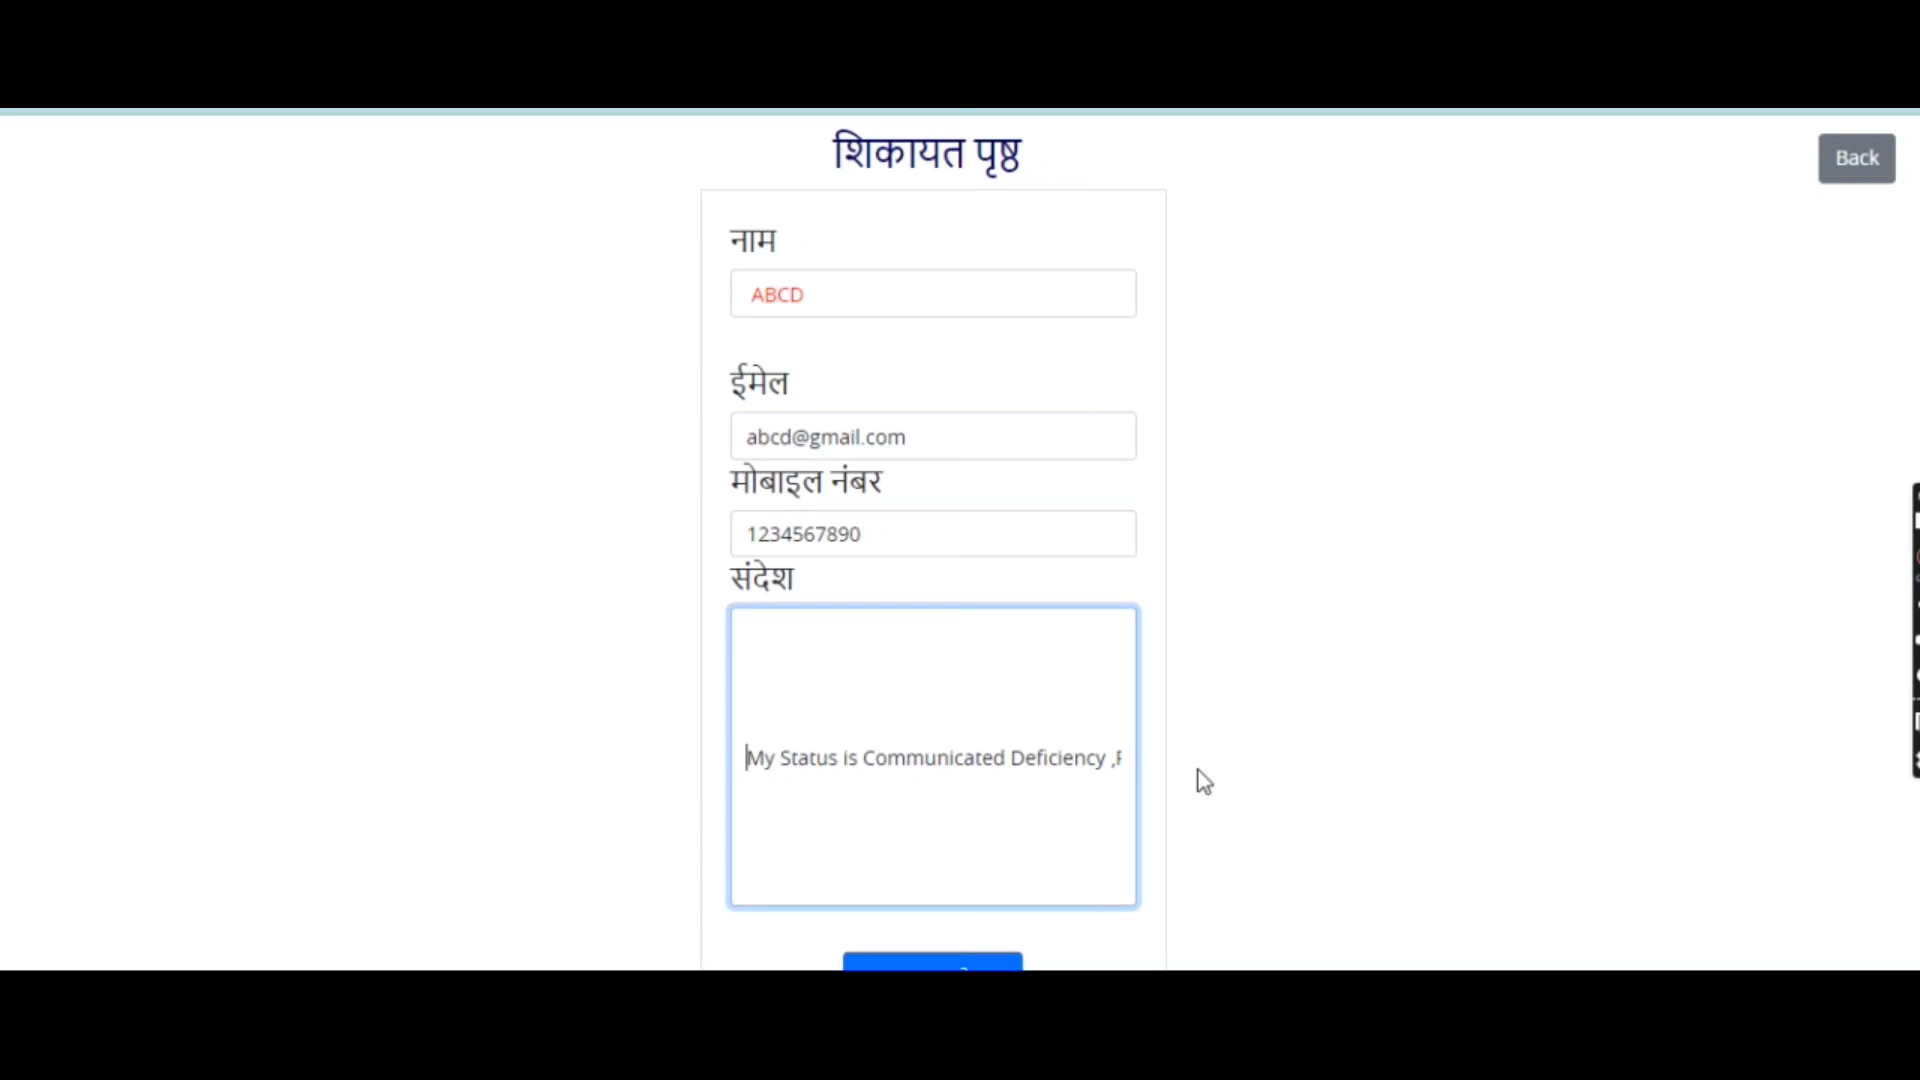 शिकायत पृष्ठ
Back
नाम
ABCD
ईमेल
abcd@gmail.com
मोबाइल नंबर
1234567890
संदेश
My Status is Communicated Deficiency ,